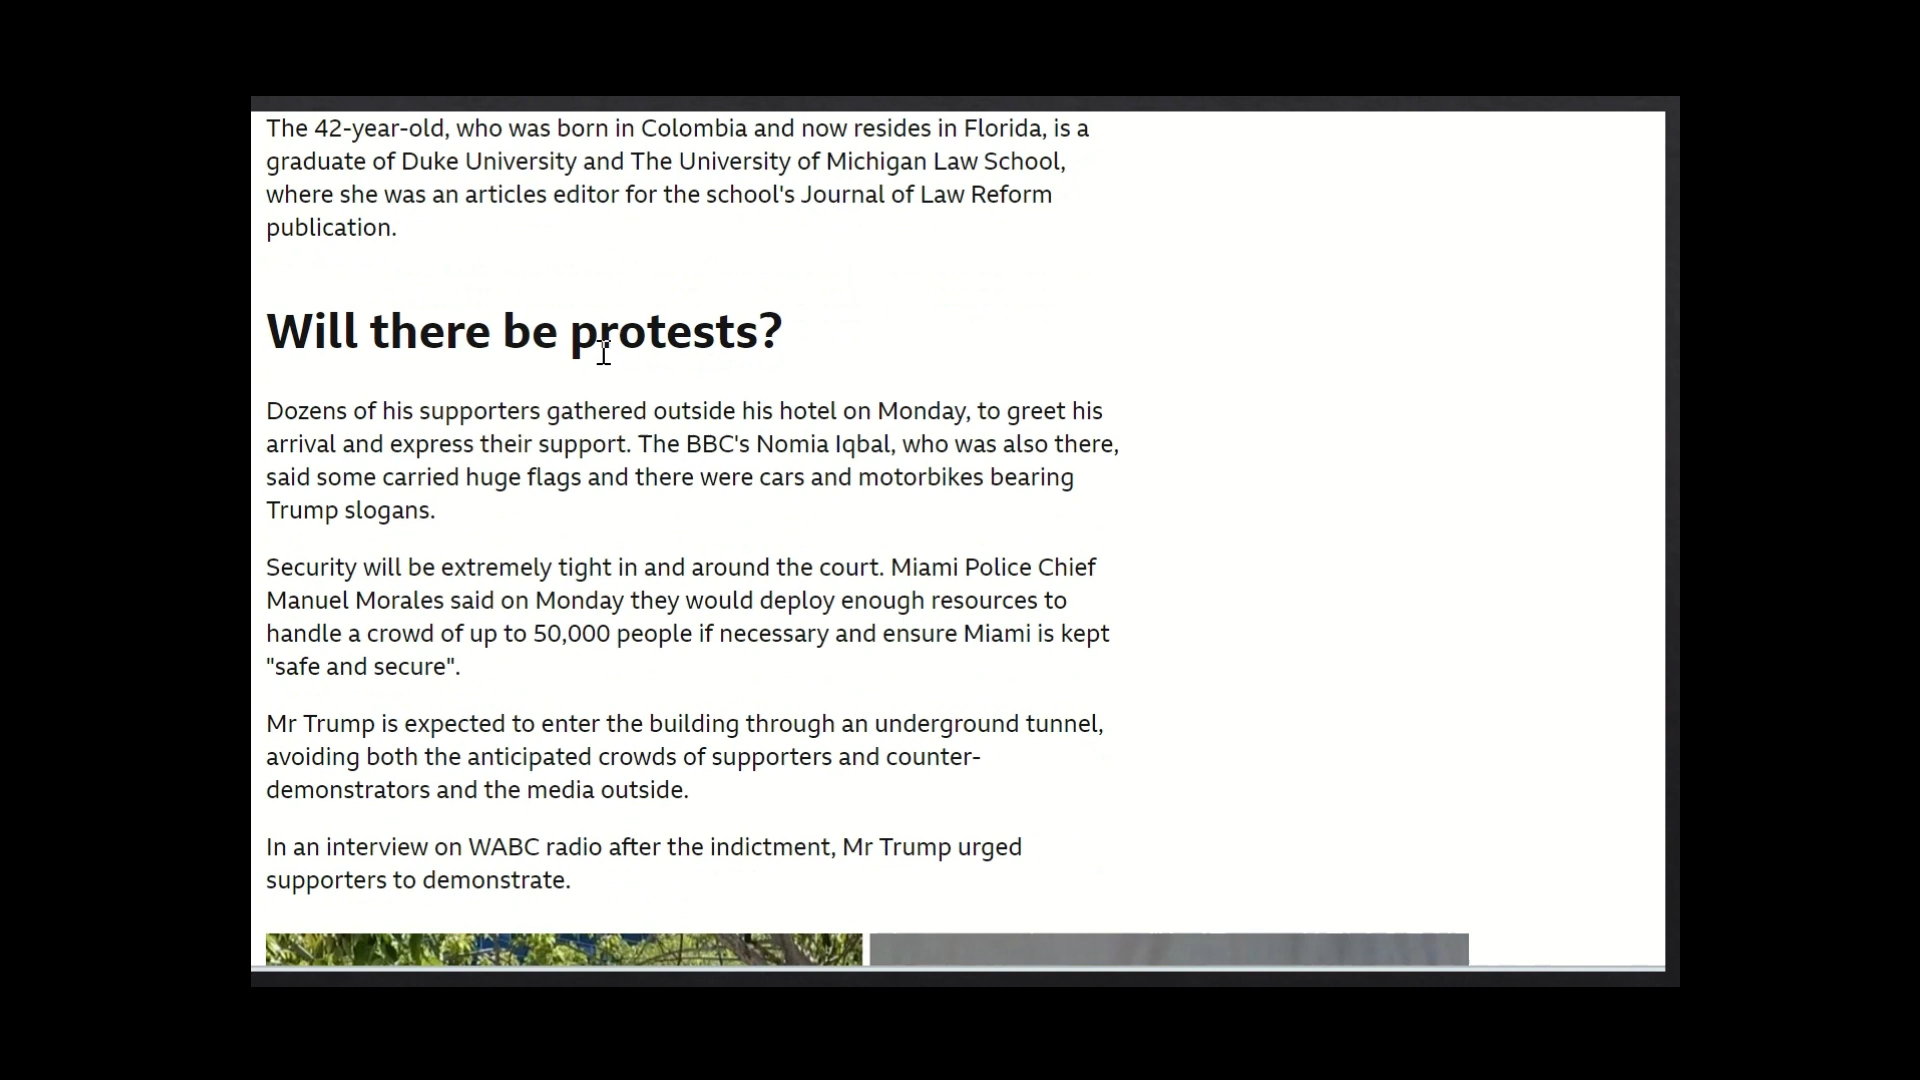 The 42-year-old, who was born in Colombia and now resides in Florida, is a
graduate of Duke University and The University of Michigan Law School,
where she was an articles editor for the school's Journal of Law Reform
publication.
Will there be protests?
Dozens of his supporters gathered outside his hotel on Monday, to greet his
arrival and express their support. The BBC's Nomia Iqbal, who was also there,
said some carried huge flags and there were cars and motorbikes bearing
Trump slogans.
Security will be extremely tight in and around the court. Miami Police Chief
Manuel Morales said on Monday they would deploy enough resources to
handle a crowd of up to 50,000 people if necessary and ensure Miami is kept
"safe and secure".
Mr Trump is expected to enter the building through an underground tunnel,
avoiding both the anticipated crowds of supporters and counter-
demonstrators and the media outside.
In an interview on WABC radio after the indictment, Mr Trump urged
supporters to demonstrate.